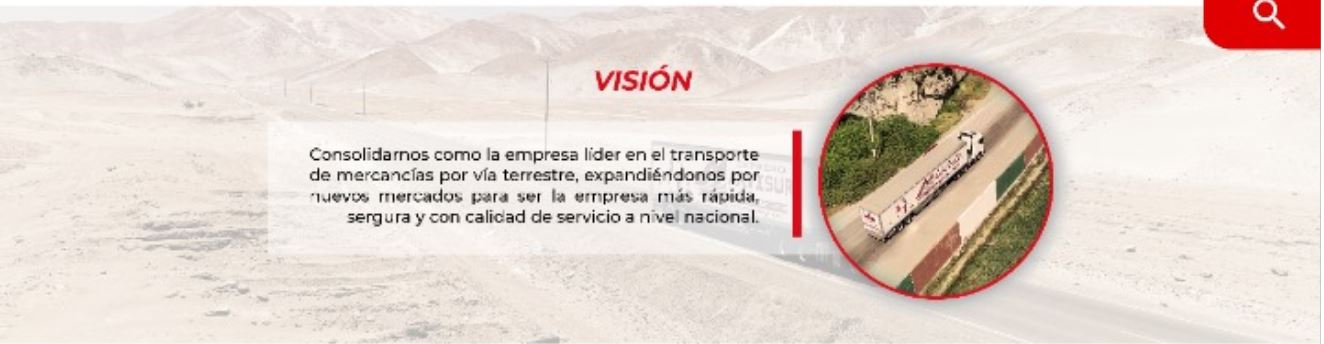 VISIÓN
Consolidarnos como la empresa líder en el transporte
de mercancías por vía terrestre, expandiéndonos por
nuevos mercados para ser la empresa más rápida,
sergura y con calidad de servicio a nivel nacional.